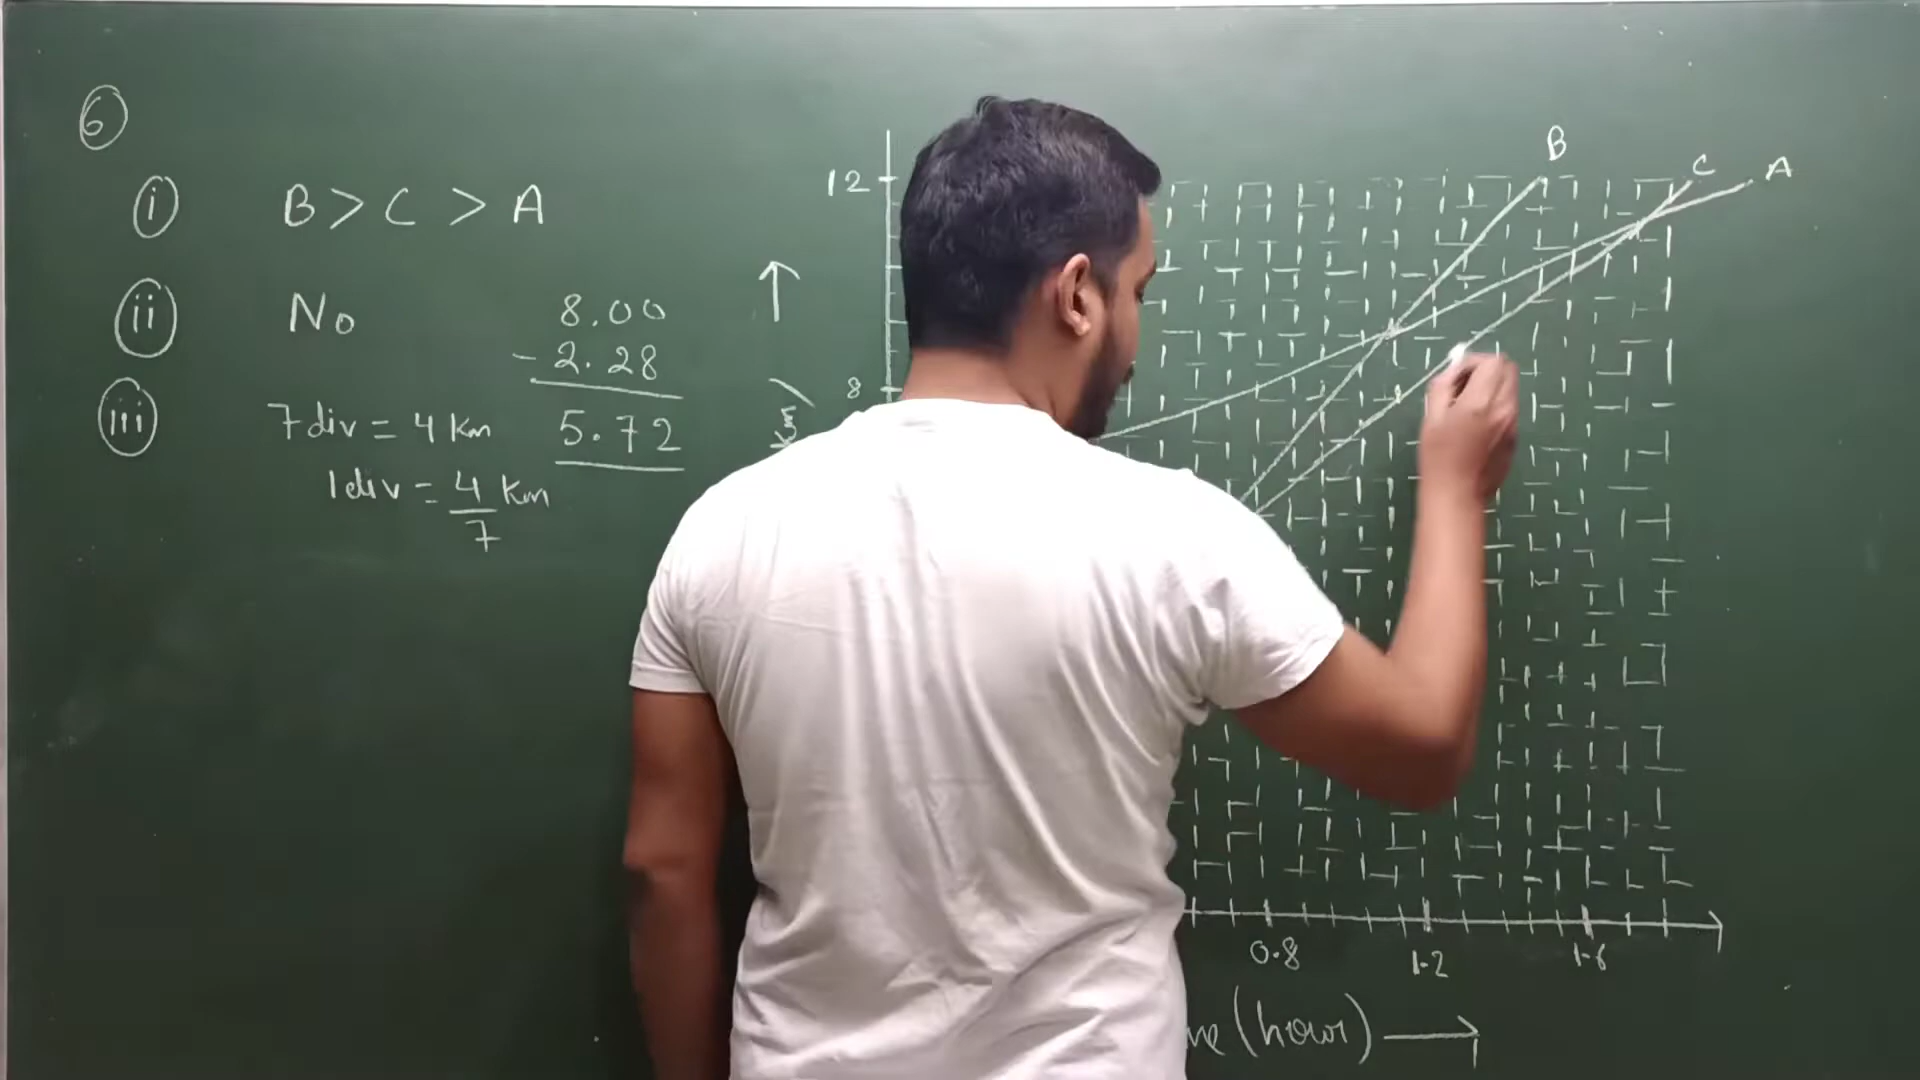 6
i B > C > A
ii No
8.00
- 2.28
5.72
iii 7 div = 4 Km
1 div = 4/7 Km
12
8
Km
B
C
A
0.8
1.2
1.6
(hour)